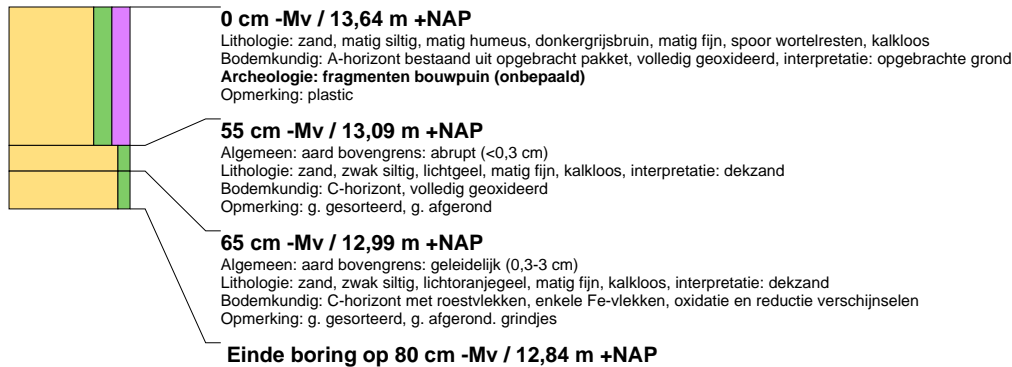 0 cm -Mv / 13,64 m +NAP
Lithologie: zand, matig siltig, matig humeus, donkergrijsbruin, matig fijn, spoor wortelresten, kalkloos
Bodemkundig: A-horizont bestaand uit opgebracht pakket, volledig geoxideerd, interpretatie: opgebrachte grond
Archeologie: fragmenten bouwpuin (onbepaald)
Opmerking: plastic
55 cm -Mv / 13,09 m +NAP
Algemeen: aard bovengrens: abrupt (<0,3 cm)
Lithologie: zand, zwak siltig, lichtgeel, matig fijn, kalkloos, interpretatie: dekzand
Bodemkundig: C-horizont, volledig geoxideerd
Opmerking: g. gesorteerd, g. afgerond
65 cm -Mv / 12,99 m +NAP
Algemeen: aard bovengrens: geleidelijk (0,3-3 cm)
Lithologie: zand, zwak siltig, lichtoranjegeel, matig fijn, kalkloos, interpretatie: dekzand
Bodemkundig: C-horizont met roestvlekken, enkele Fe-vlekken, oxidatie en reductie verschijnselen
Opmerking: g. gesorteerd, g. afgerond. grindjes
Einde boring op 80 cm -Mv / 12,84 m +NAP